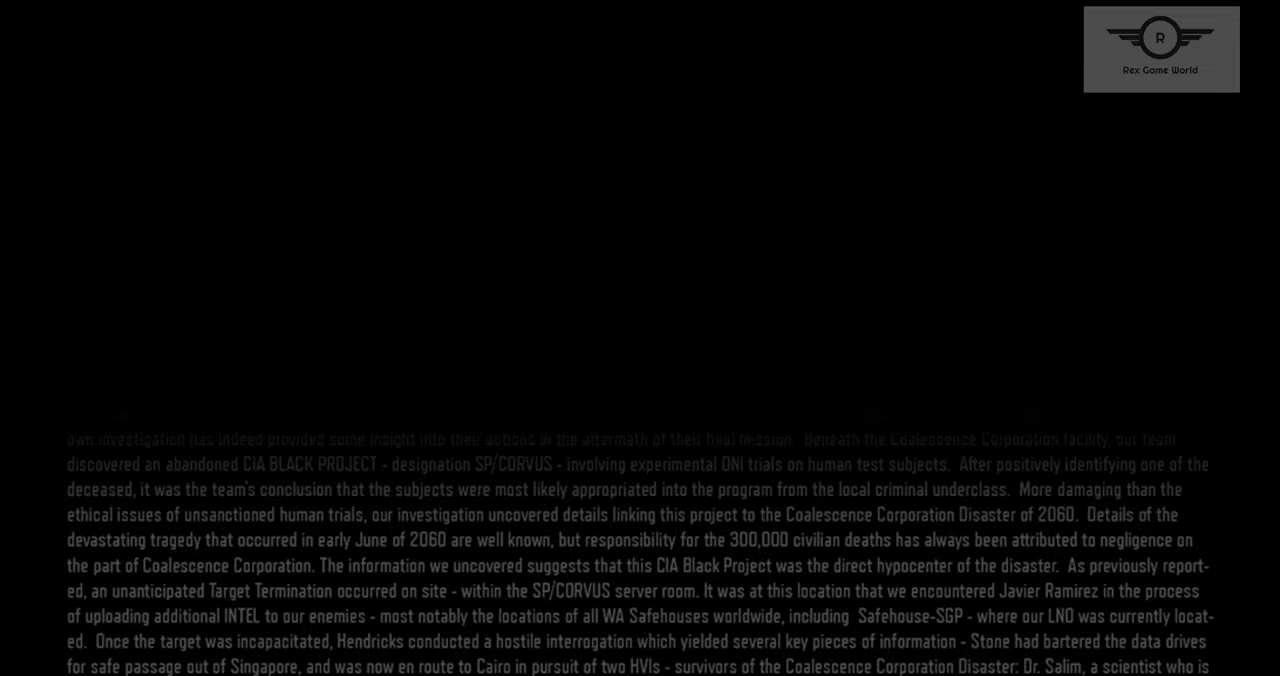 R
Rex Game World
own investigation has indeed provided some insight into their actions in the aftermath of their final mission.  Beneath the Coalescence Corporation facility, our team
discovered an abandoned CIA BLACK PROJECT - designation SP/CORVUS - involving experimental DNI trials on human test subjects.  After positively identifying one of the
deceased, it was the team's conclusion that the subjects were most likely appropriated into the program from the local criminal underclass.  More damaging than the
ethical issues of unsanctioned human trials, our investigation uncovered details linking this project to the Coalescence Corporation Disaster of 2060.  Details of the
devastating tragedy that occurred in early June of 2060 are well known, but responsibility for the 300,000 civilian deaths has always been attributed to negligence on
the part of Coalescence Corporation. The information we uncovered suggests that this CIA Black Project was the direct hypocenter of the disaster.  As previously report-
ed, an unanticipated Target Termination occurred on site - within the SP/CORVUS server room. It was at this location that we encountered Javier Ramirez in the process
of uploading additional INTEL to our enemies - most notably the locations of all WA Safehouses worldwide, including  Safehouse-SGP - where our LNO was currently locat-
ed.  Once the target was incapacitated, Hendricks conducted a hostile interrogation which yielded several key pieces of information - Stone had bartered the data drives
for safe passage out of Singapore, and was now en route to Cairo in pursuit of two HVIs - survivors of the Coalescence Corporation Disaster: Dr. Salim, a scientist who is